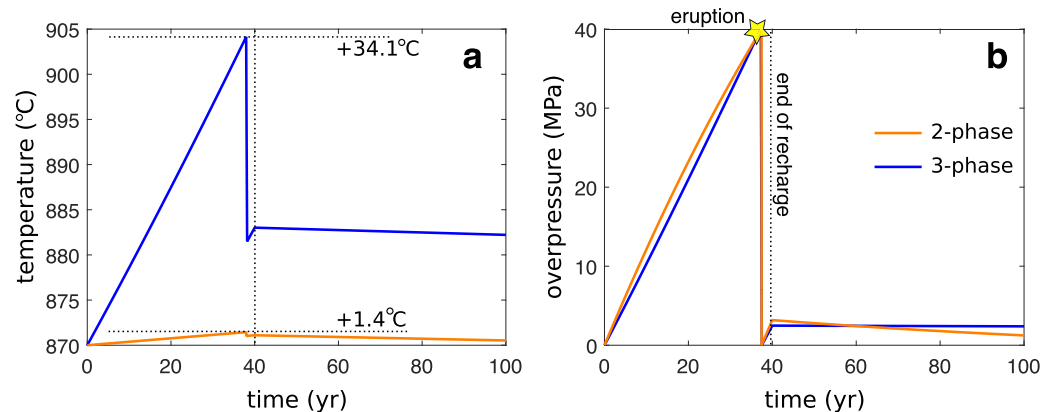 eruption
905
900
895
890
885
880
875
870
temperature (°C)
+34.1°C
a
+1.4°C
0
20
40
60
80
100
time (yr)
40
30
20
10
0
overpressure (MPa)
end of recharge
b
2-phase
3-phase
0
20
40
60
80
100
time (yr)